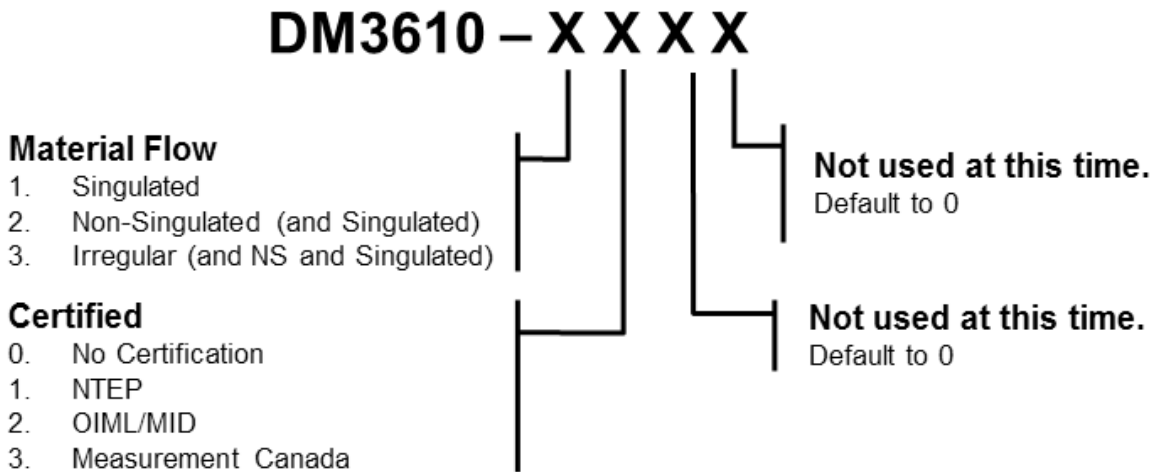 DM3610 – X X X X
Material Flow
1. Singulated
2. Non-Singulated (and Singulated)
3. Irregular (and NS and Singulated)
Certified
0. No Certification
1. NTEP
2. OIML/MID
3. Measurement Canada
Not used at this time.
Default to 0
Not used at this time.
Default to 0